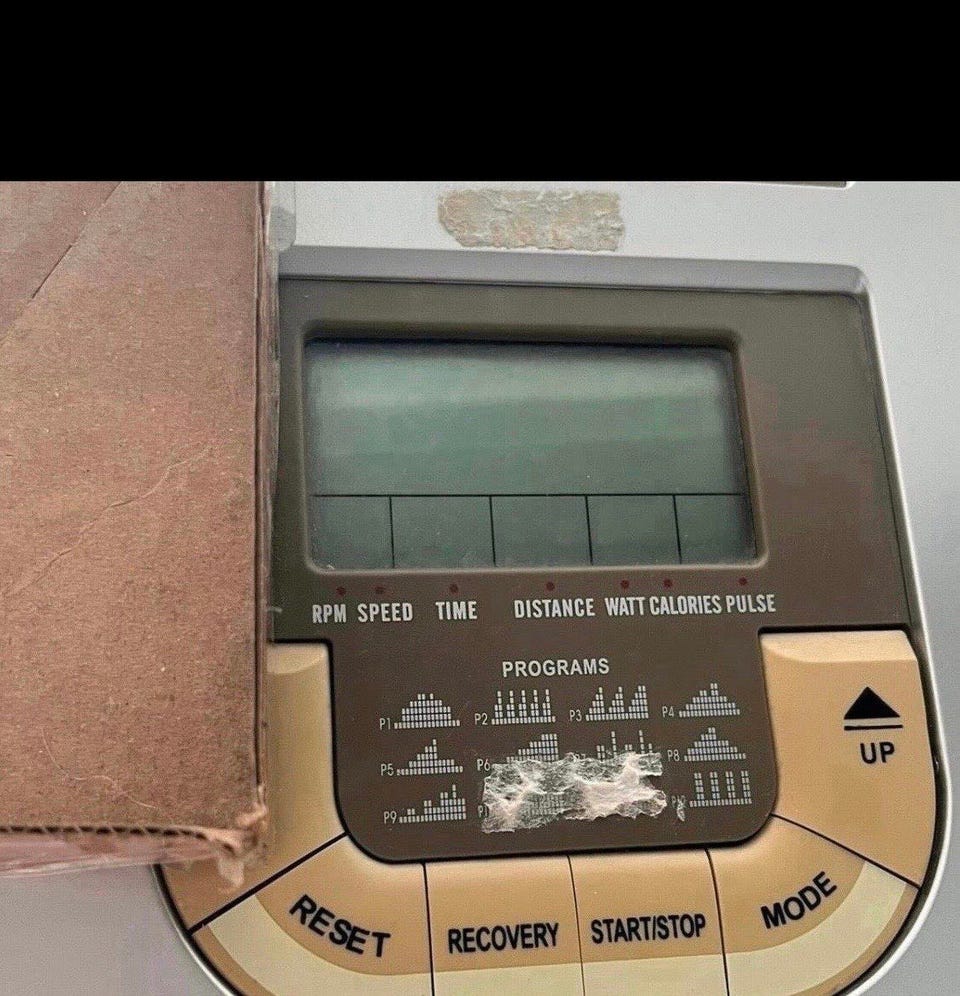 RPM SPEED TIME DISTANCE WATT CALORIES PULSE
PROGRAMS
P1 P2 P3 P4
P5 P6 P8
P9
UP
RESET RECOVERY START/STOP MODE